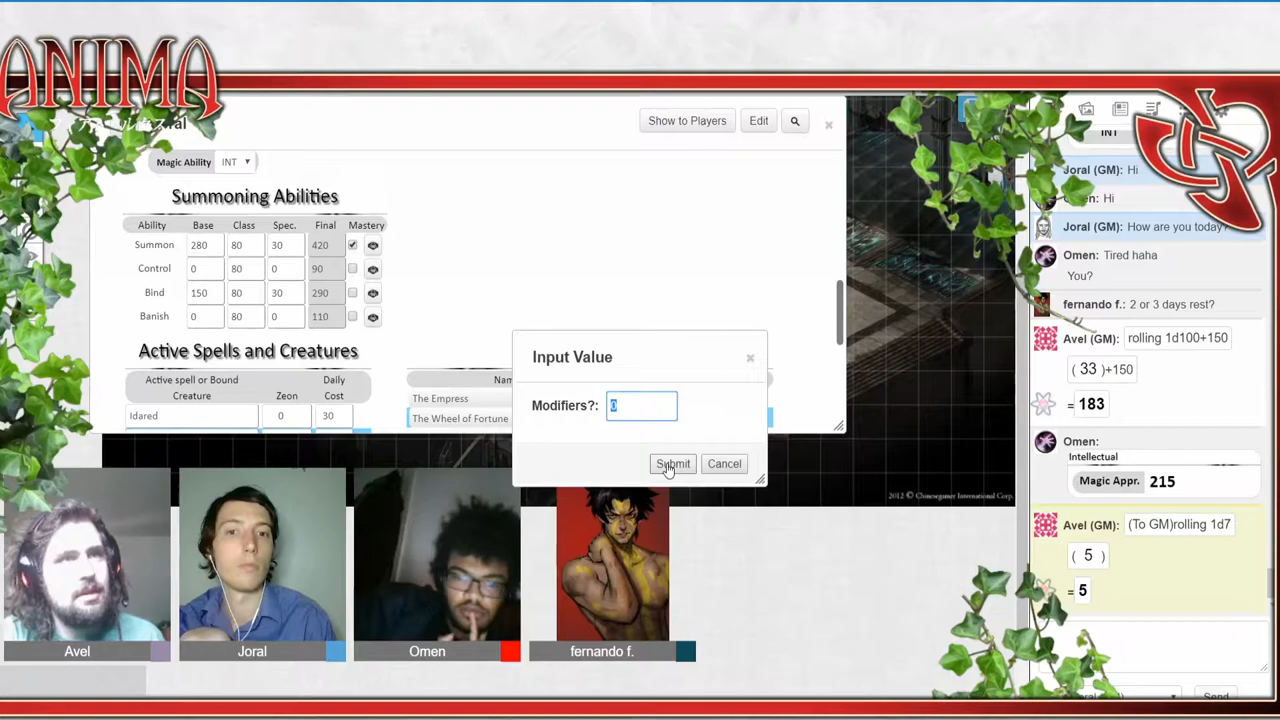 ANIMA
Show to Players Edit
Magic Ability INT
Summoning Abilities
Ability Base Class Spec. Final Mastery
Summon 280 80 30 420
Control 0 80 0 90
Bind 150 80 30 290
Banish 0 80 0 110
Active Spells and Creatures
Active spell or Bound
Creature Zeon Daily
Cost
Idared 0 30
The Empress
The Wheel of Fortune
Input Value
Modifiers?: 0
Submit Cancel
2012 © Chinesegamer International Corp.
Avel
Joral
Omen
fernando f.
INT
Joral (GM): Hi
Hi
Joral (GM): How are you today?
Omen: Tired haha
You?
fernando f.: 2 or 3 days rest?
Avel (GM): rolling 1d100+150
( 33 )+150
= 183
Omen:
Intellectual
Magic Appr. 215
Avel (GM): (To GM)rolling 1d7
( 5 )
= 5
Send